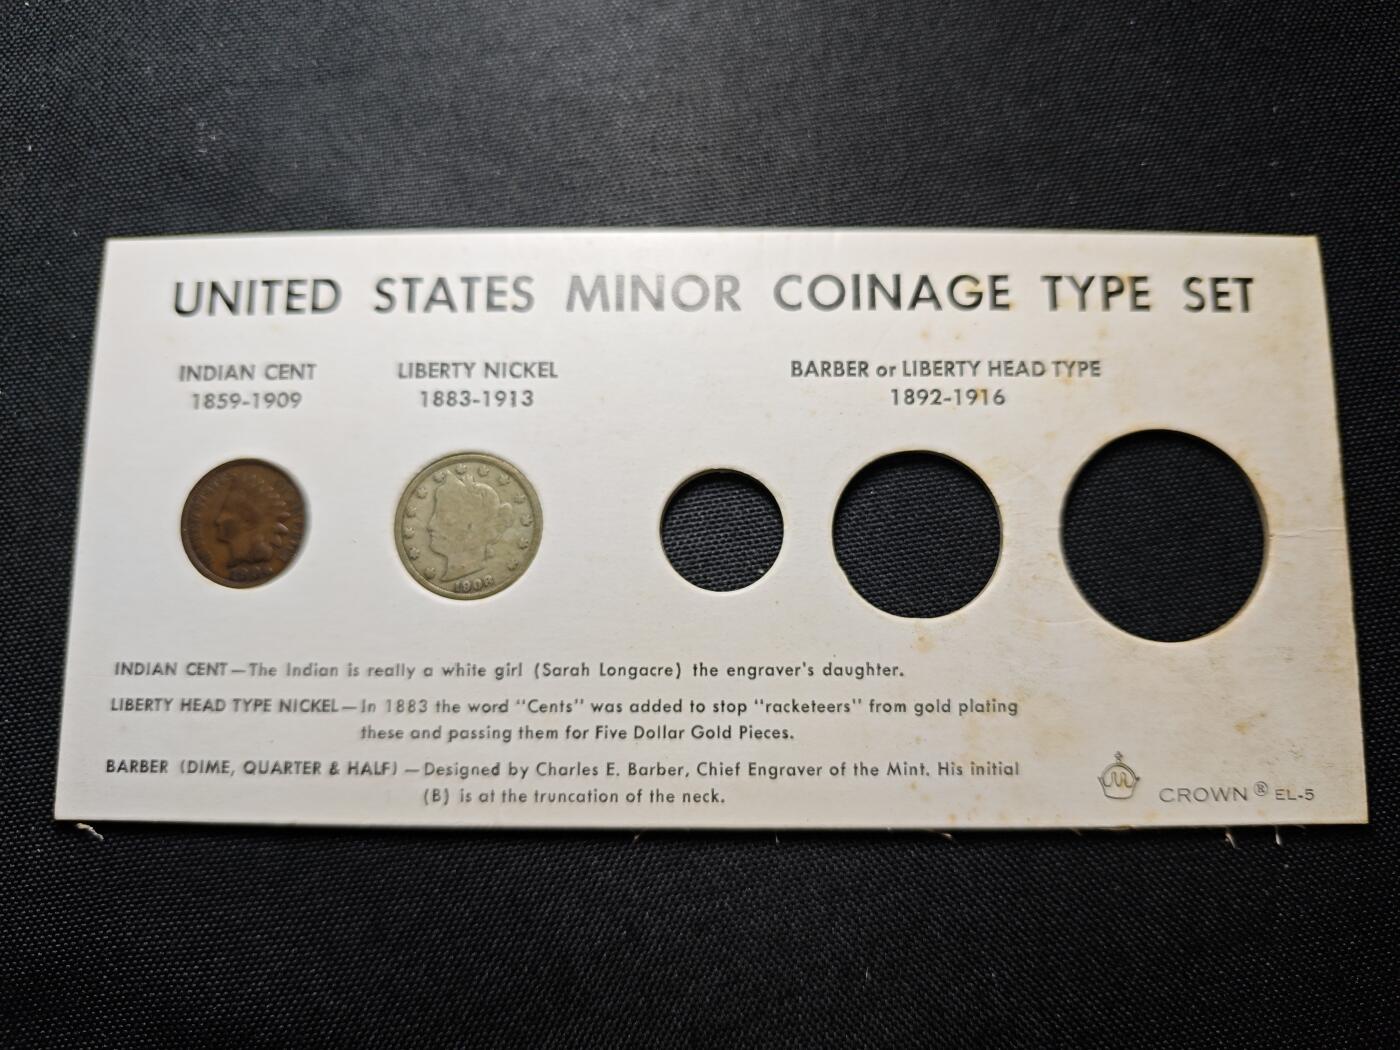 UNITED STATES MINOR COINAGE TYPE SET
INDIAN CENT
1859-1909
LIBERTY NICKEL
1883-1913
BARBER or LIBERTY HEAD TYPE
1892-1916
INDIAN CENT—The Indian is really a white girl (Sarah Longacre) the engraver's daughter.
LIBERTY HEAD TYPE NICKEL—In 1883 the word "Cents" was added to stop "racketeers" from gold plating
these and passing them for Five Dollar Gold Pieces.
BARBER (DIME, QUARTER & HALF) —Designed by Charles E. Barber, Chief Engraver of the Mint. His initial
(B) is at the truncation of the neck.
CROWN® EL-5